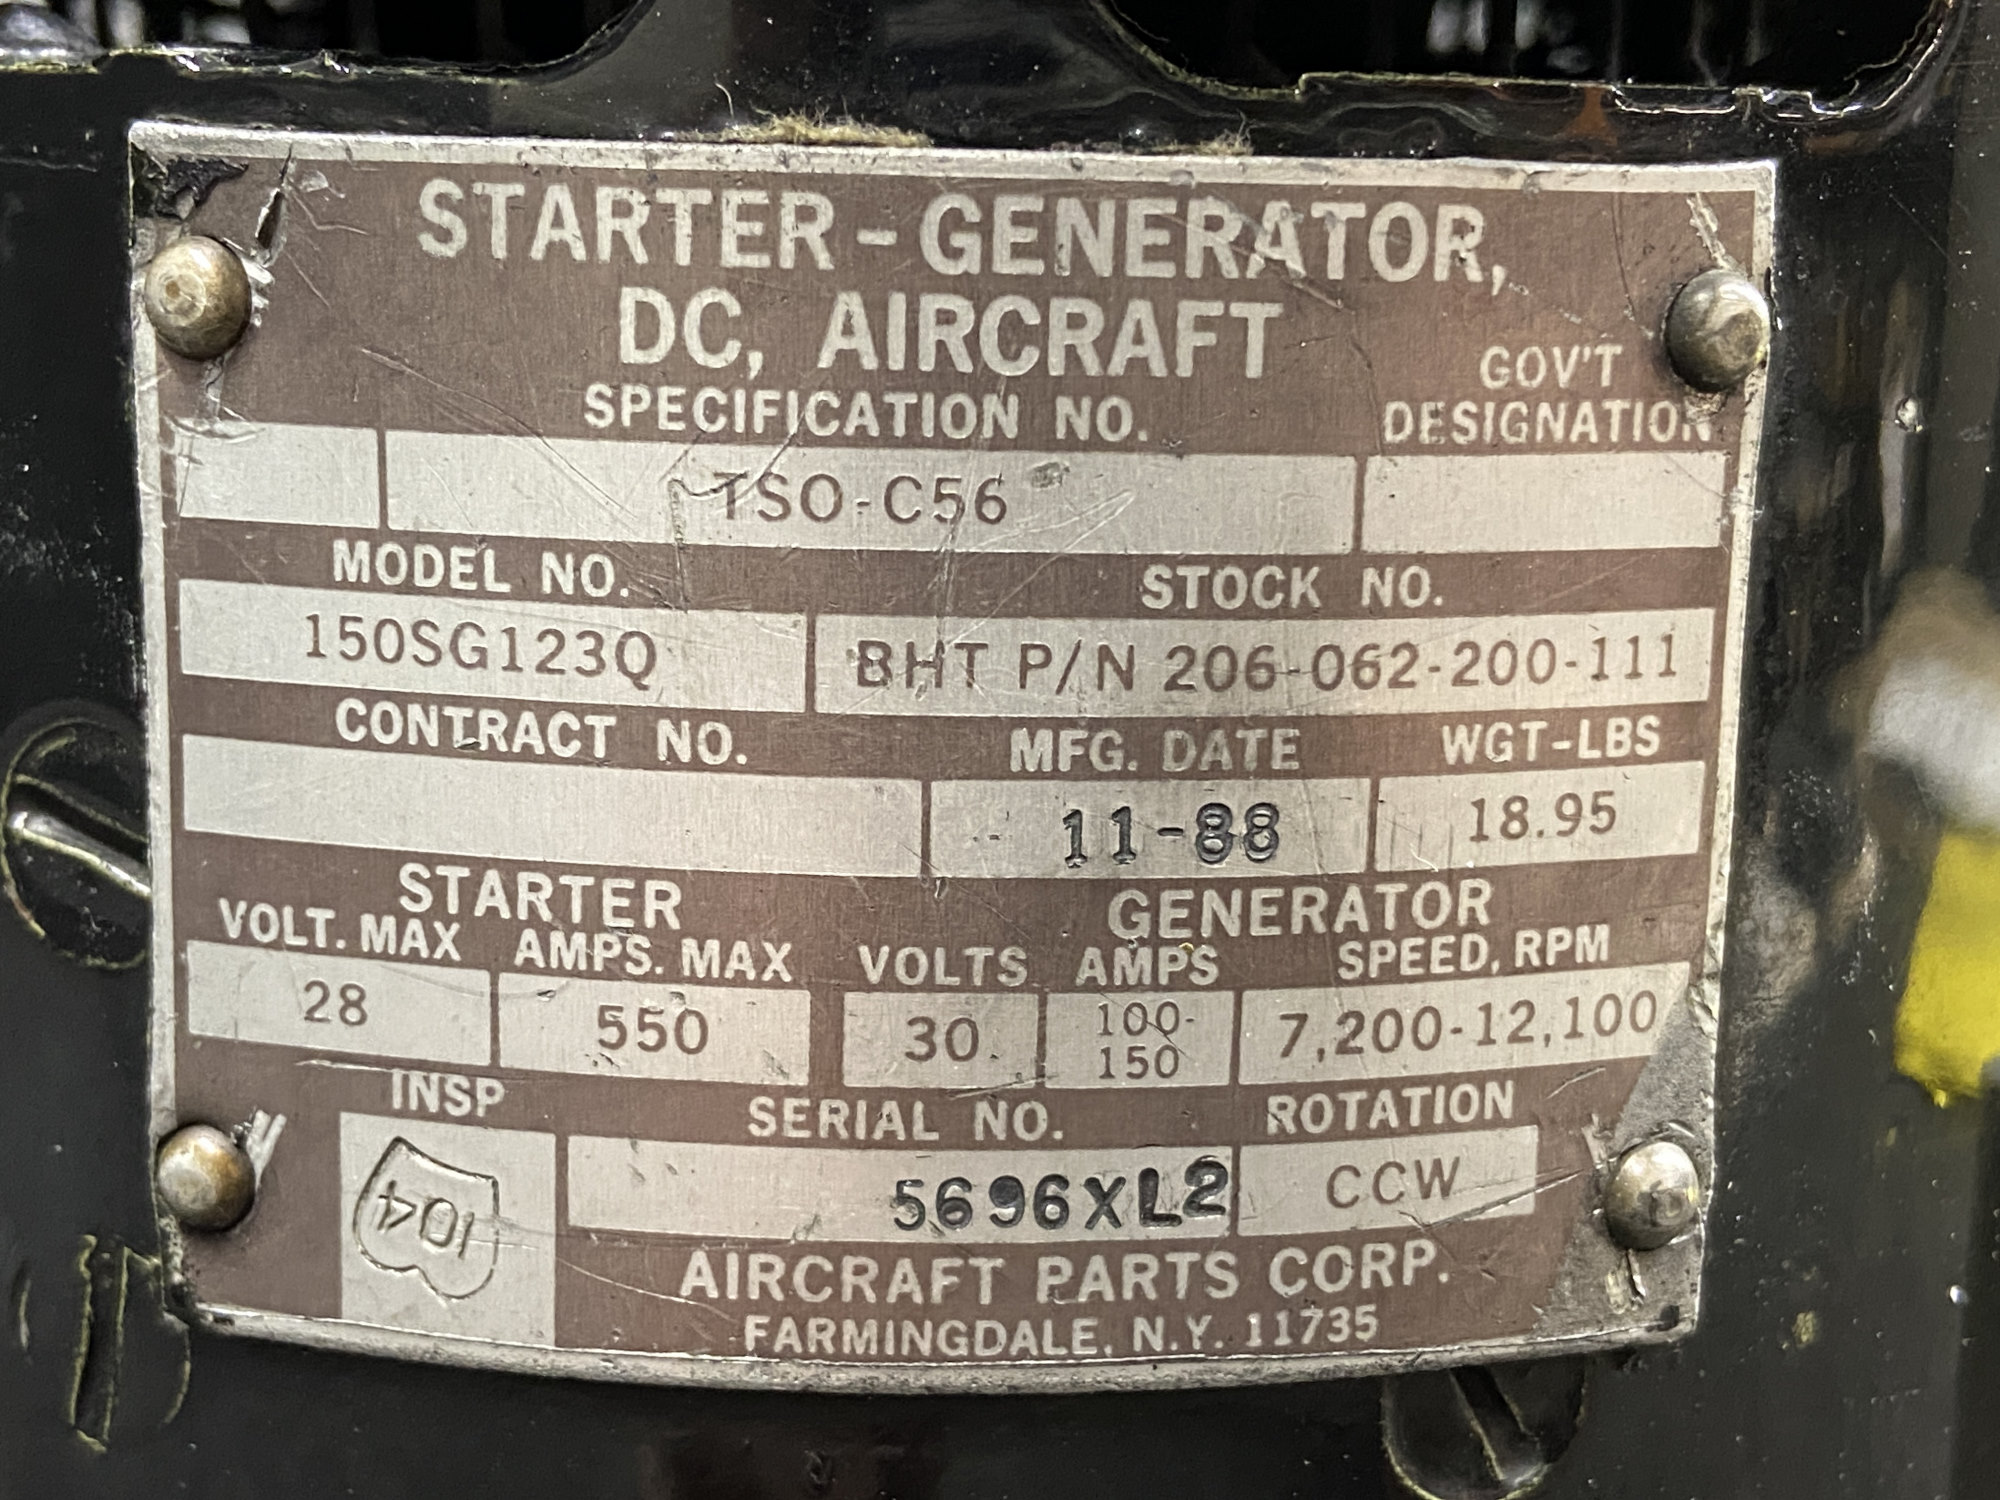 STARTER-GENERATOR,
DC, AIRCRAFT
SPECIFICATION NO.
GOV'T
DESIGNATION
TSO-C56
MODEL NO.
STOCK NO.
150SG123Q
BHT P/N 206-062-200-111
CONTRACT NO.
MFG. DATE
WGT-LBS
11-88
18.95
STARTER
GENERATOR
VOLT. MAX
AMPS. MAX
VOLTS
AMPS
SPEED, RPM
28
550
30
100-
150
7,200-12,100
INSP
SERIAL NO.
ROTATION
104
5696XL2
CCW
AIRCRAFT PARTS CORP.
FARMINGDALE, N.Y. 11735